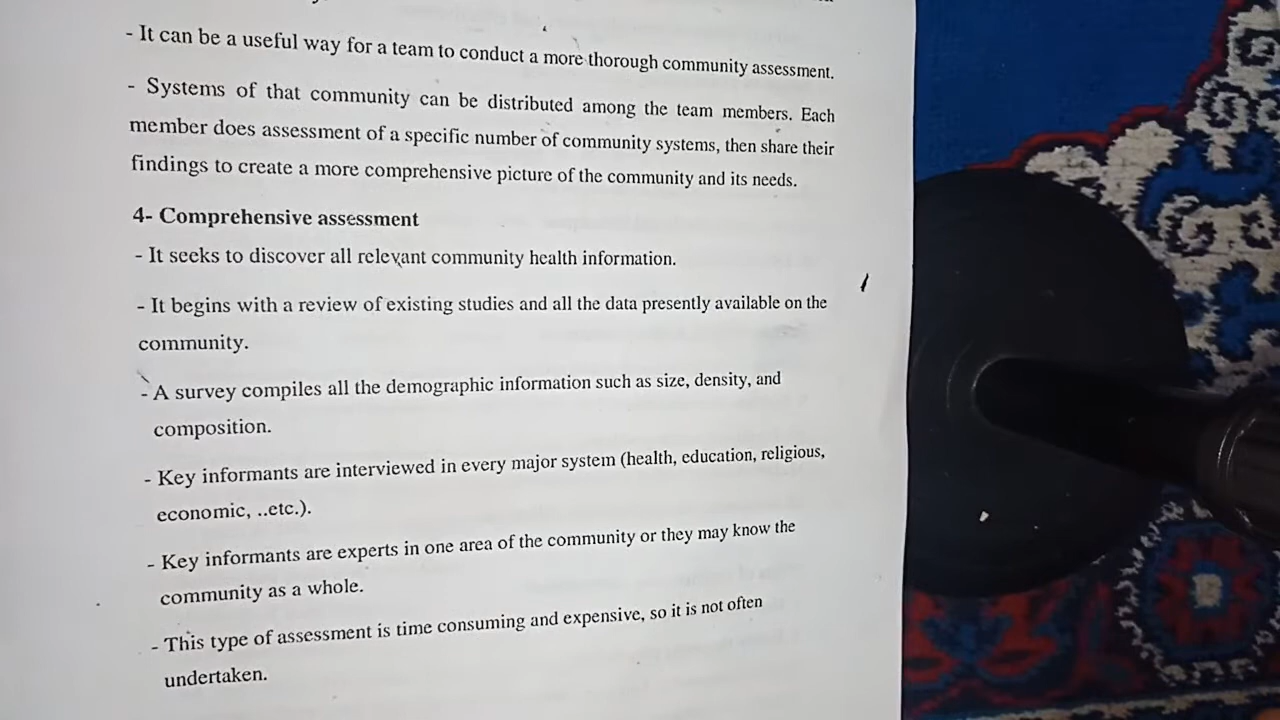 - It can be a useful way for a team to conduct a more thorough community assessment.
- Systems of that community can be distributed among the team members. Each
member does assessment of a specific number of community systems, then share their
findings to create a more comprehensive picture of the community and its needs.
4- Comprehensive assessment
- It seeks to discover all relevant community health information.
- It begins with a review of existing studies and all the data presently available on the
community.
- A survey compiles all the demographic information such as size, density, and
composition.
- Key informants are interviewed in every major system (health, education, religious,
economic, ..etc.).
- Key informants are experts in one area of the community or they may know the
community as a whole.
- This type of assessment is time consuming and expensive, so it is not often
undertaken.